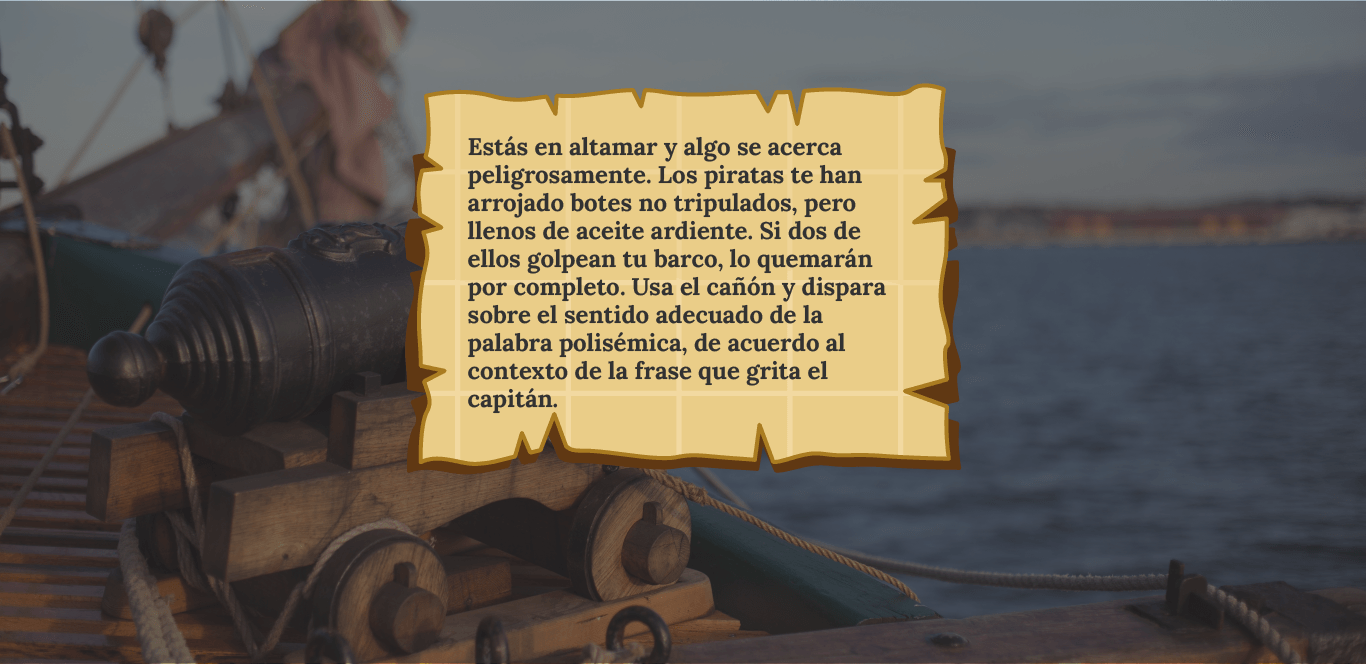 Estás en altamar y algo se acerca
peligrosamente. Los piratas te han
arrojado botes no tripulados, pero
llenos de aceite ardiente. Si dos de
ellos golpean tu barco, lo quemarán
por completo. Usa el cañón y dispara
sobre el sentido adecuado de la
palabra polisémica, de acuerdo al
contexto de la frase que grita el
capitán.